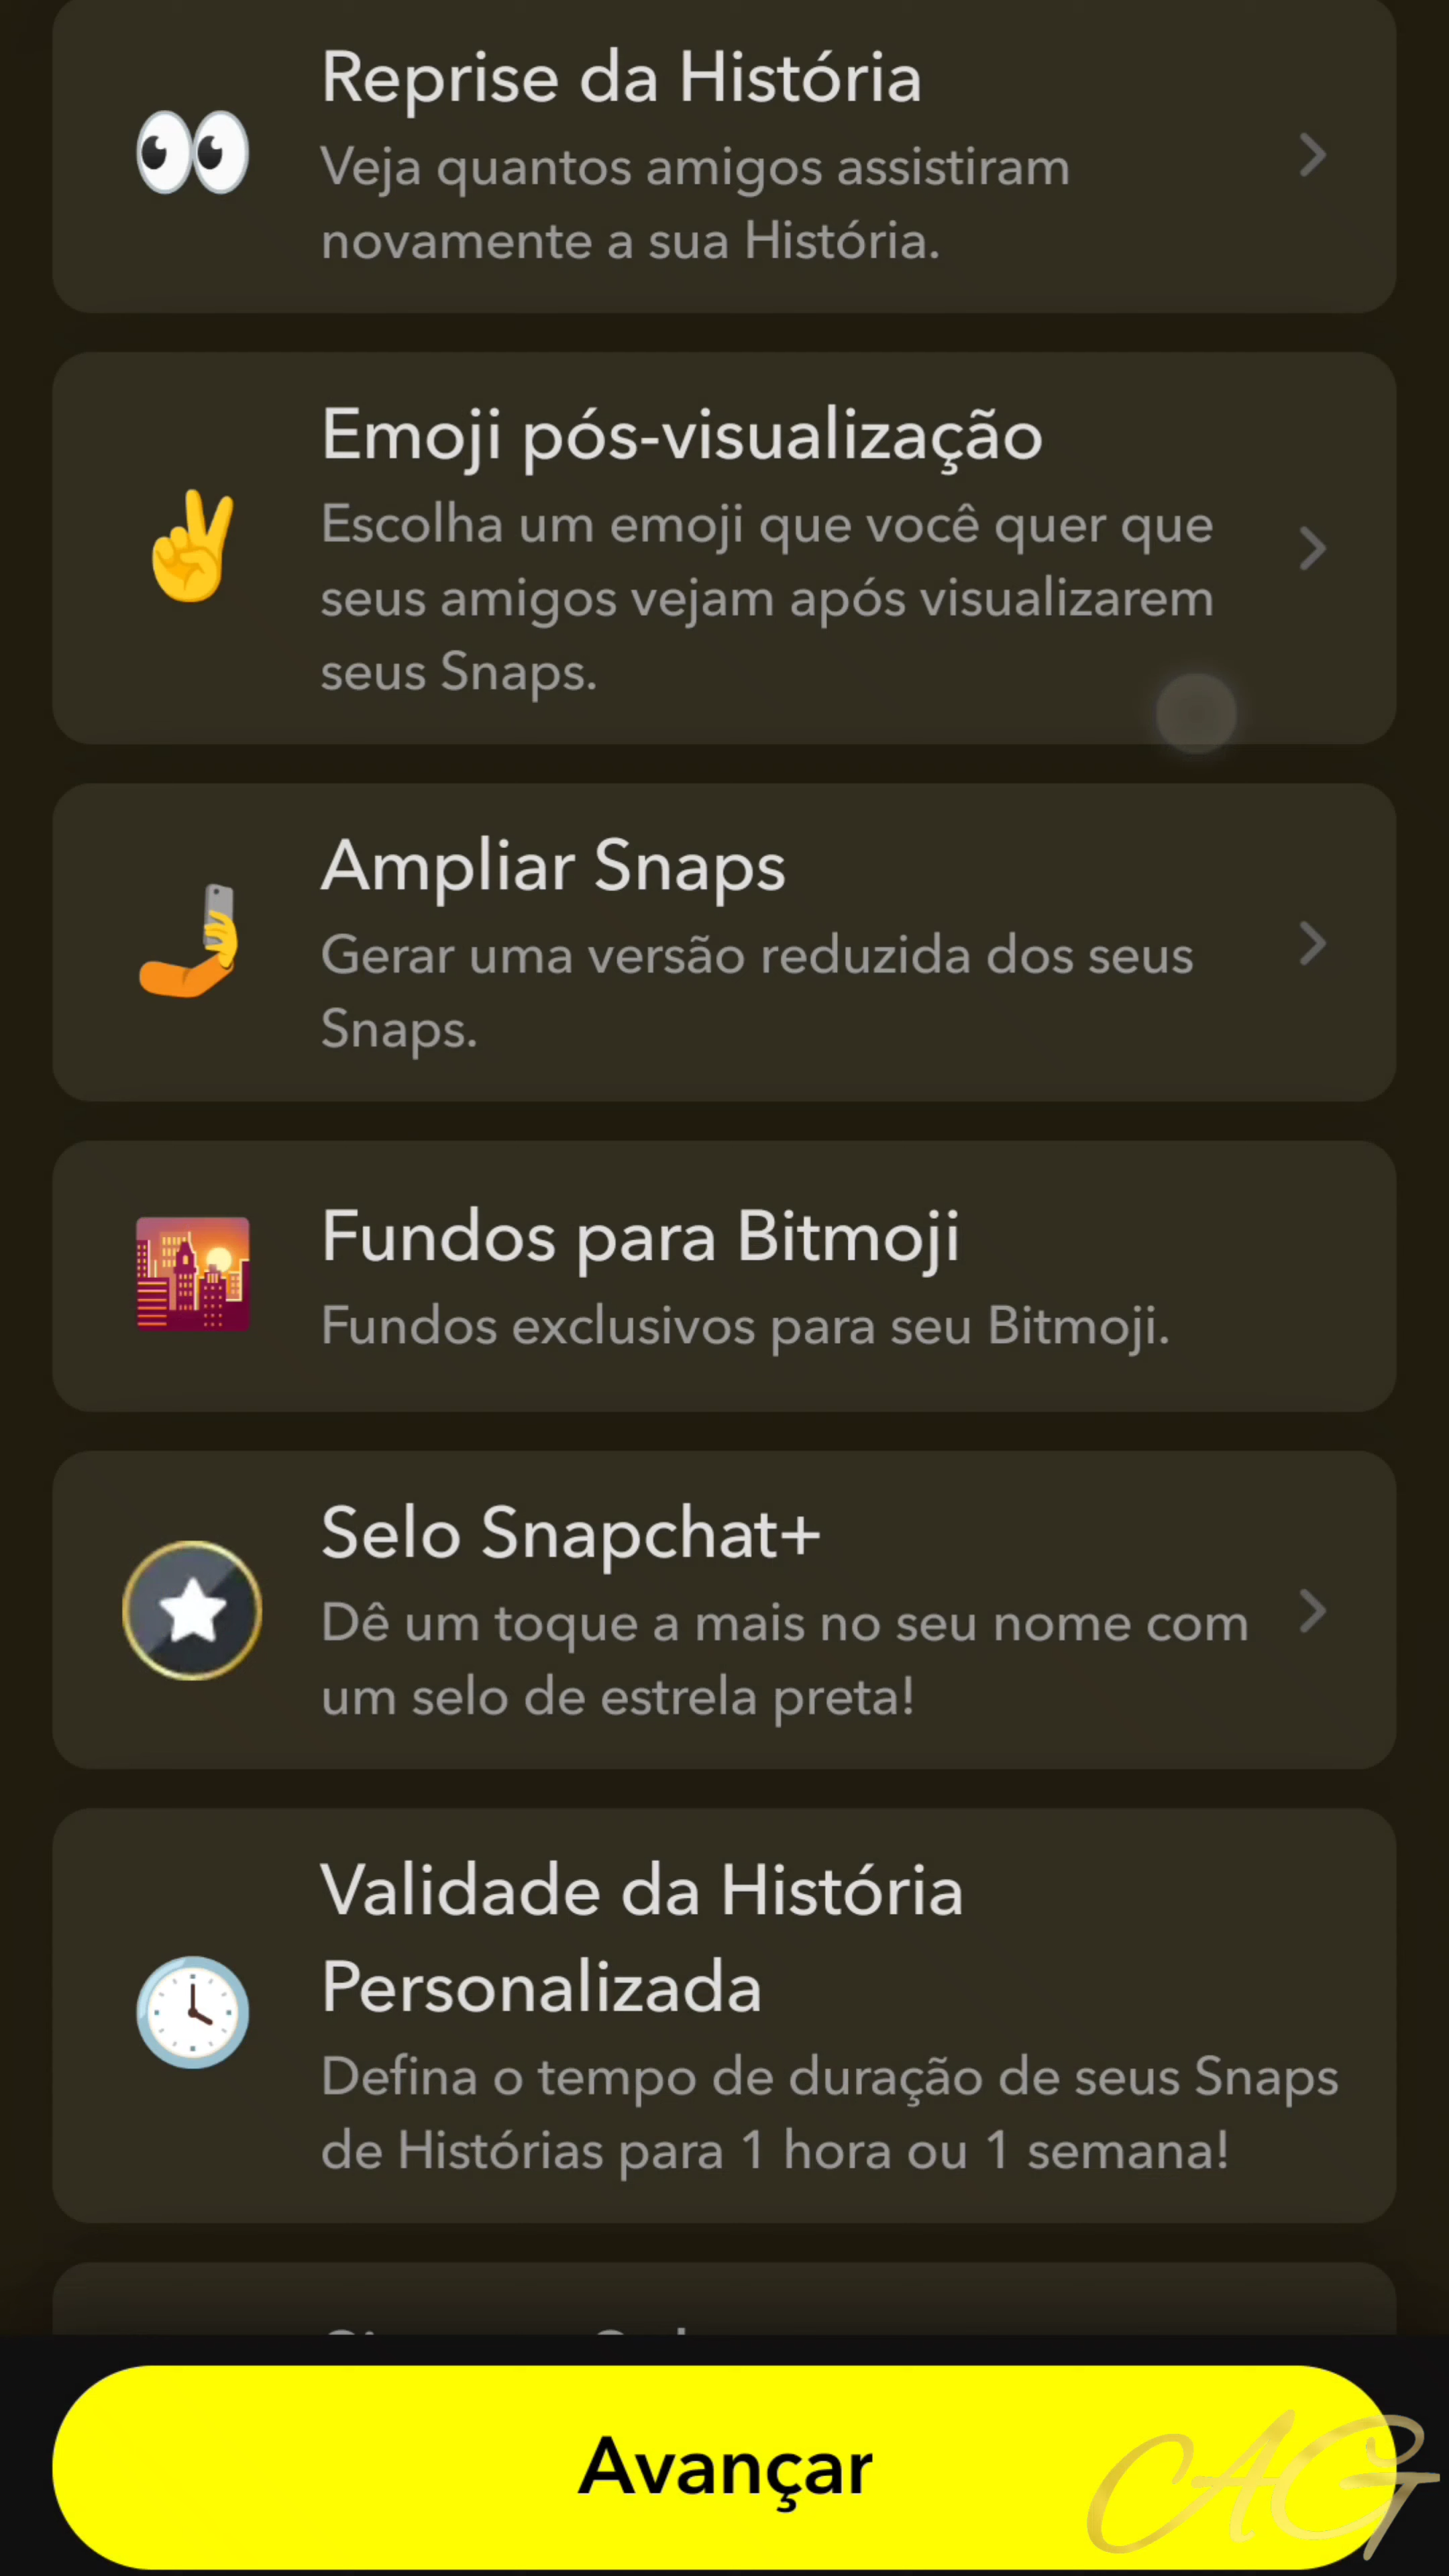 Reprise da História
Veja quantos amigos assistiram
novamente a sua História.
Emoji pós-visualização
Escolha um emoji que você quer que
seus amigos vejam após visualizarem
seus Snaps.
Ampliar Snaps
Gerar uma versão reduzida dos seus
Snaps.
Fundos para Bitmoji
Fundos exclusivos para seu Bitmoji.
Selo Snapchat+
Dê um toque a mais no seu nome com
um selo de estrela preta!
Validade da História
Personalizada
Defina o tempo de duração de seus Snaps
de Histórias para 1 hora ou 1 semana!
Avançar
CAG